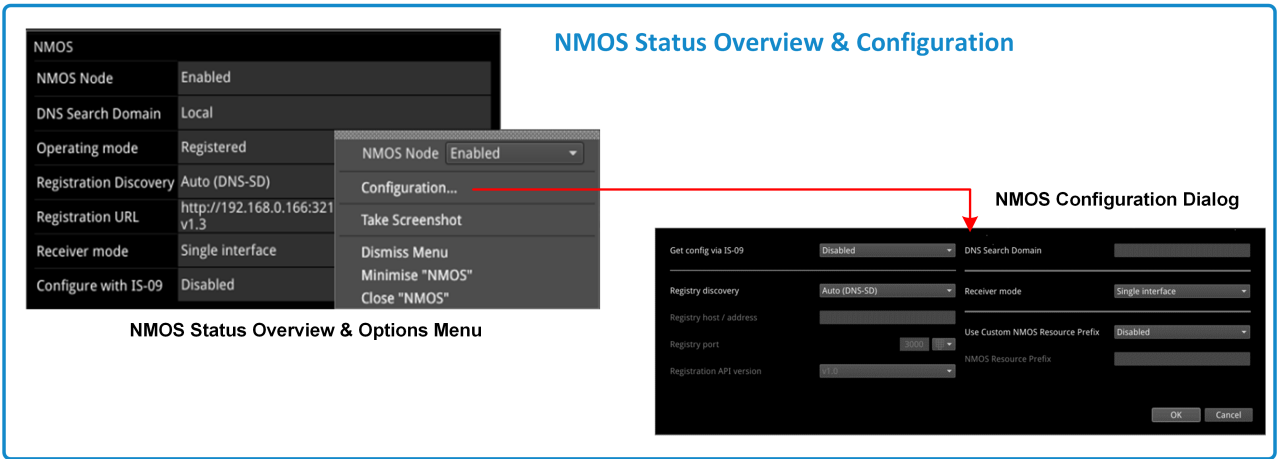 NMOS Status Overview & Configuration
NMOS
NMOS Node Enabled
DNS Search Domain Local
Operating mode Registered
Registration Discovery Auto (DNS-SD)
Registration URL http://192.168.0.166:321
v1.3
Receiver mode Single interface
Configure with IS-09 Disabled
NMOS Node Enabled
Configuration...
Take Screenshot
Dismiss Menu
Minimise "NMOS"
Close "NMOS"
NMOS Status Overview & Options Menu
NMOS Configuration Dialog
Get config via IS-09 Disabled
Registry discovery Auto (DNS-SD)
Registry host / address
Registry port 3000
Registration API version v1.0
DNS Search Domain
Receiver mode Single interface
Use Custom NMOS Resource Prefix Disabled
NMOS Resource Prefix
OK Cancel